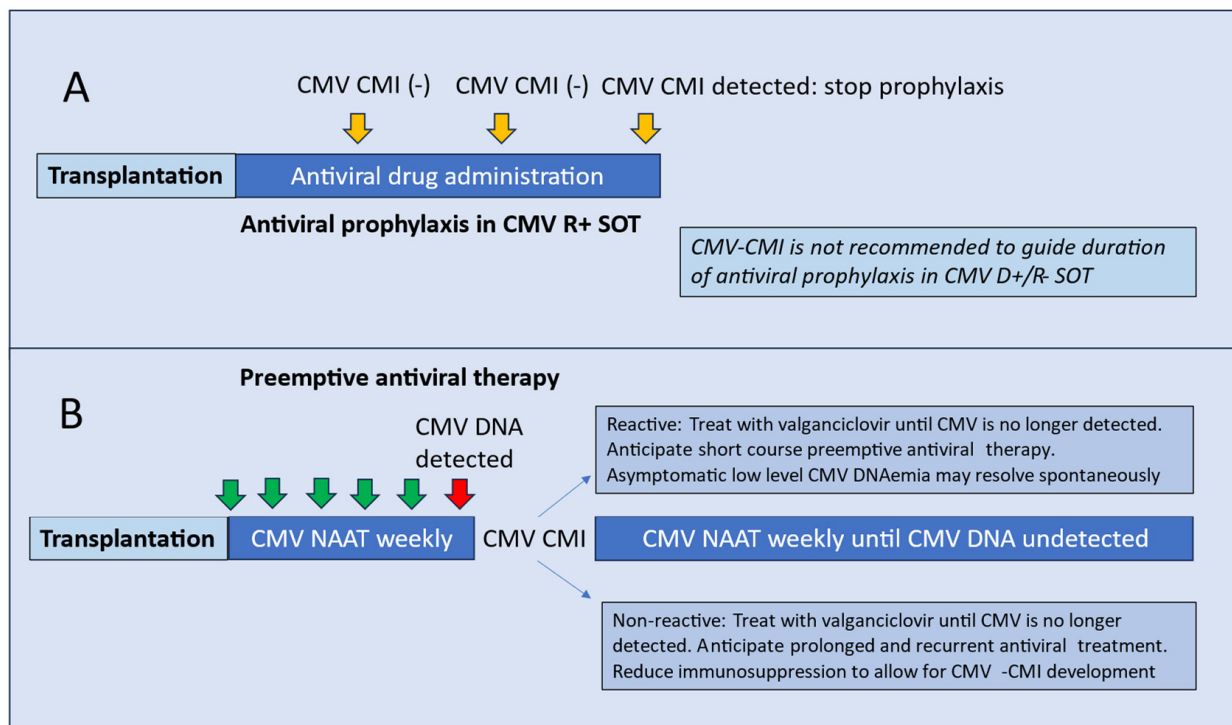 A
CMV CMI (-)
CMV CMI (-)
CMV CMI detected: stop prophylaxis
Transplantation
Antiviral drug administration
Antiviral prophylaxis in CMV R+ SOT
CMV-CMI is not recommended to guide duration
of antiviral prophylaxis in CMV D+/R- SOT
Preemptive antiviral therapy
B
CMV DNA
detected
Reactive: Treat with valganciclovir until CMV is no longer detected.
Anticipate short course preemptive antiviral therapy.
Asymptomatic low level CMV DNAemia may resolve spontaneously
Transplantation
CMV NAAT weekly
CMV CMI
CMV NAAT weekly until CMV DNA undetected
Non-reactive: Treat with valganciclovir until CMV is no longer
detected. Anticipate prolonged and recurrent antiviral treatment.
Reduce immunosuppression to allow for CMV -CMI development